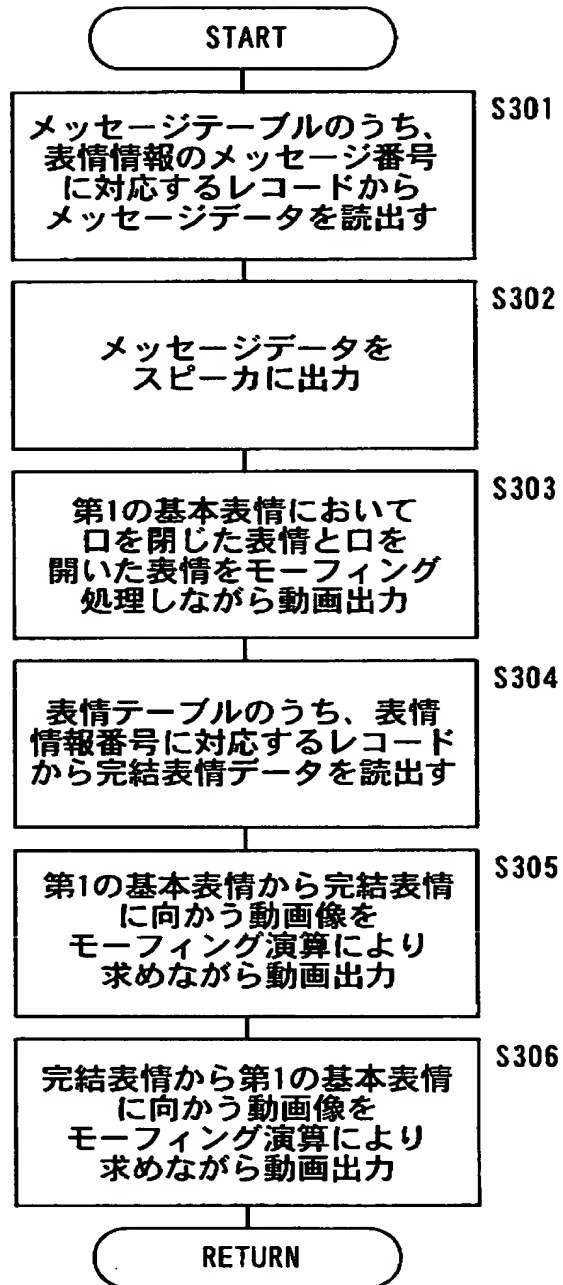 START
S301
メッセージテーブルのうち、
表情情報のメッセージ番号
に対応するレコードから
メッセージデータを読出す
S302
メッセージデータを
スピーカに出力
S303
第1の基本表情において
口を閉じた表情と口を
開いた表情をモーフィング
処理しながら動画出力
S304
表情テーブルのうち、表情
情報番号に対応するレコード
から完結表情データを読出す
S305
第1の基本表情から完結表情
に向かう動画像を
モーフィング演算により
求めながら動画出力
S306
完結表情から第1の基本表情
に向かう動画像を
モーフィング演算により
求めながら動画出力
RETURN